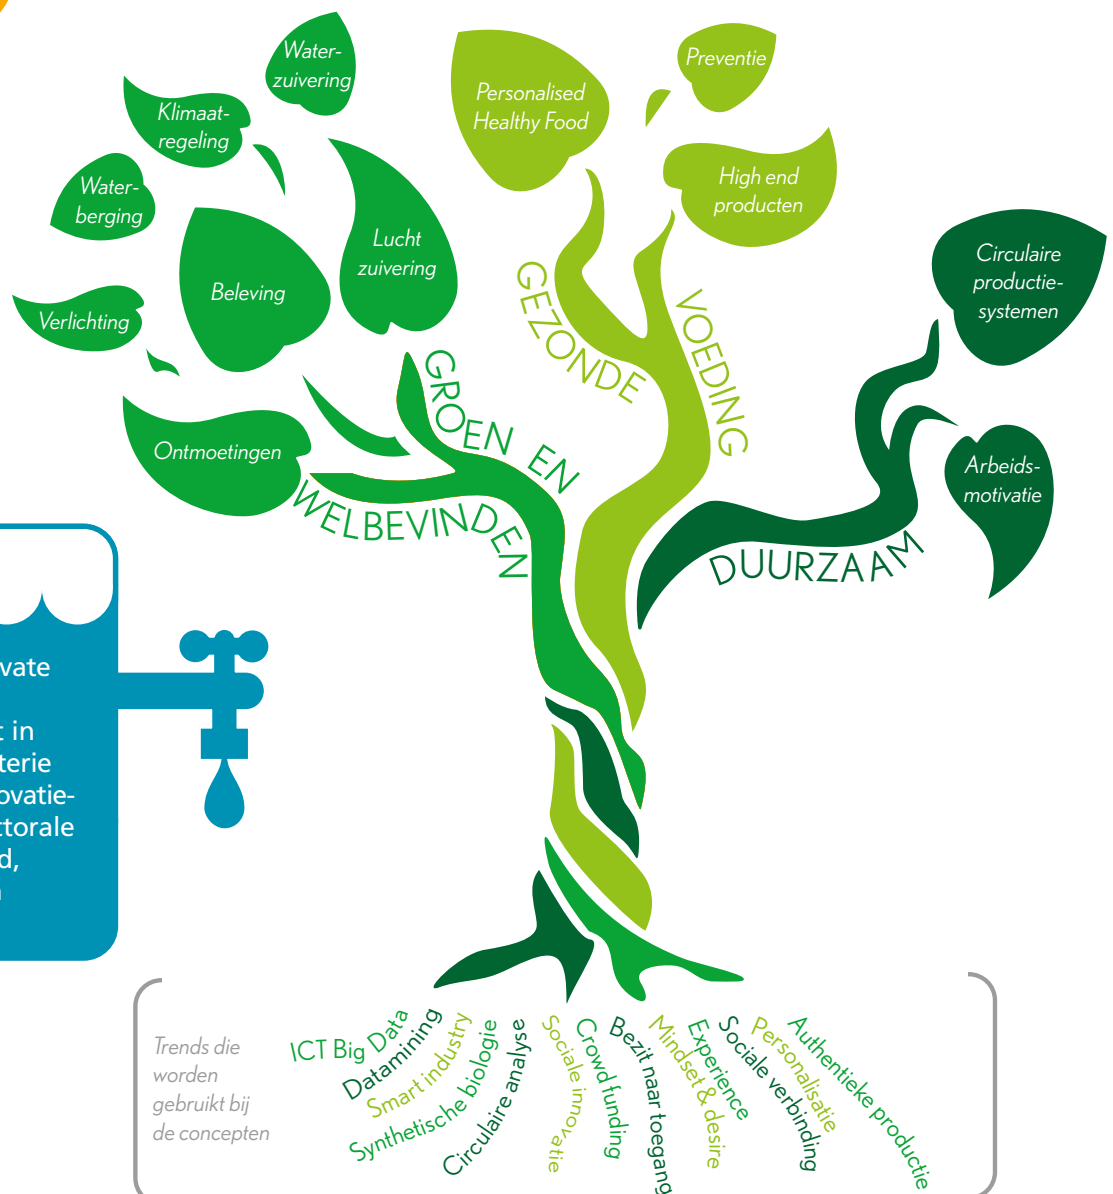 Water-
zuivering
Klimaat-
regeling
Water-
berging
Lucht
zuivering
Beleving
Verlichting
Ontmoetingen
Personalised
Healthy Food
Preventie
High end
producten
Circulaire
productie-
systemen
Arbeids-
motivatie
GROEN EN
WELBEVINDEN
GEZONDE
VOEDING
DUURZAAM
vate
t in
terie
ovatie-
ttorale
d,
Trends die
worden
gebruikt bij
de concepten
ICT Big Data
Datamining
Smart industry
Synthetische biologie
Circulaire analyse
Sociale innovatie
Crowd funding
Bezit naar toegang
Mindset & desire
Experience
Sociale verbinding
Personalisatie
Authentieke productie